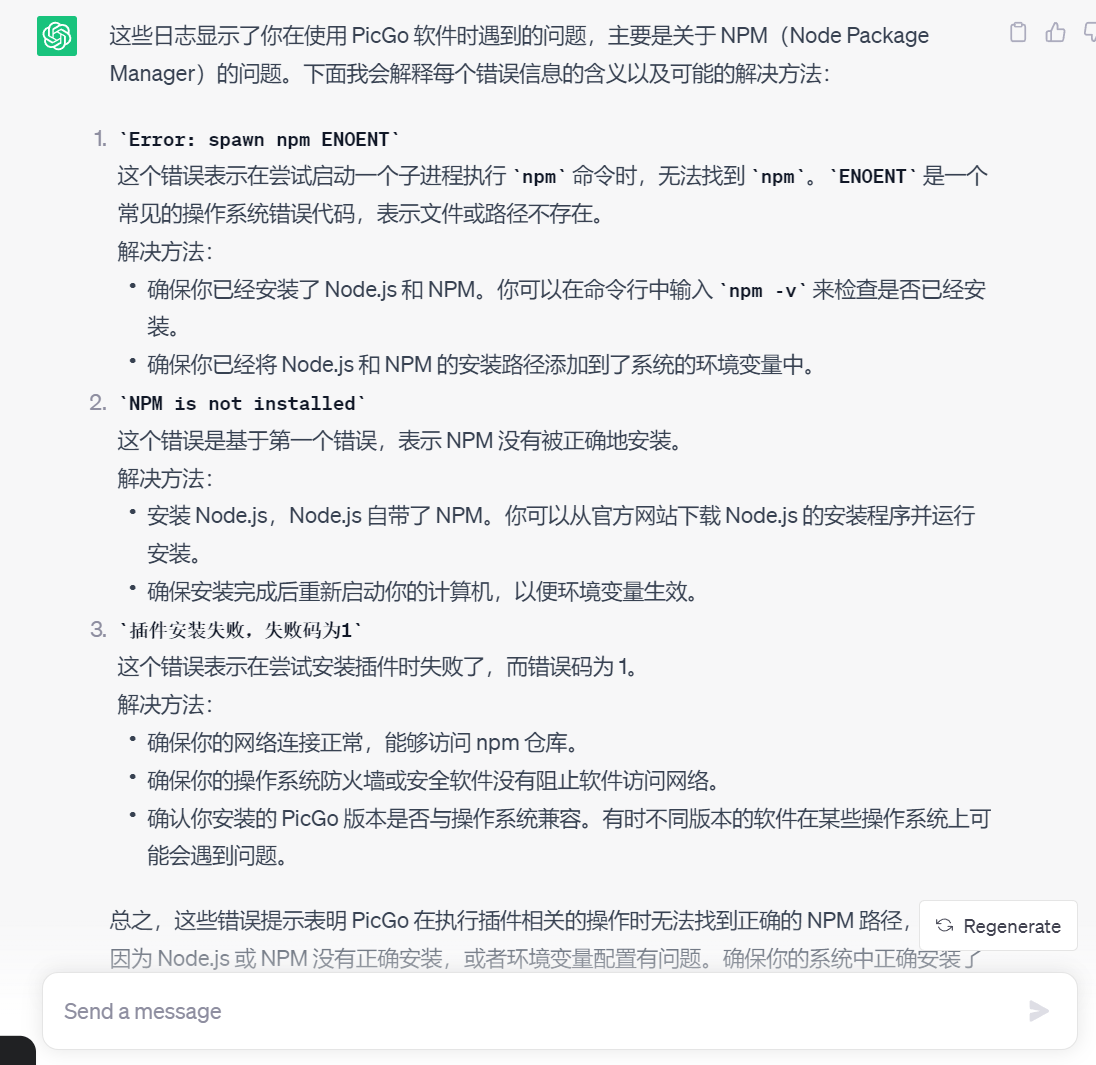 这些日志显示了你在使用 PicGo 软件时遇到的问题，主要是关于 NPM（Node Package
Manager）的问题。下面我会解释每个错误信息的含义以及可能的解决方法：
1. `Error: spawn npm ENOENT`
这个错误表示在尝试启动一个子进程执行 `npm` 命令时，无法找到 `npm`。`ENOENT` 是一个
常见的操作系统错误代码，表示文件或路径不存在。
解决方法：
• 确保你已经安装了 Node.js 和 NPM。你可以在命令行中输入 `npm -v` 来检查是否已经安
装。
• 确保你已经将 Node.js 和 NPM 的安装路径添加到了系统的环境变量中。
2. `NPM is not installed`
这个错误是基于第一个错误，表示 NPM 没有被正确地安装。
解决方法：
• 安装 Node.js，Node.js 自带了 NPM。你可以从官方网站下载 Node.js 的安装程序并运行
安装。
• 确保安装完成后重新启动你的计算机，以便环境变量生效。
3. `插件安装失败，失败码为1`
这个错误表示在尝试安装插件时失败了，而错误码为 1。
解决方法：
• 确保你的网络连接正常，能够访问 npm 仓库。
• 确保你的操作系统防火墙或安全软件没有阻止软件访问网络。
• 确认你安装的 PicGo 版本是否与操作系统兼容。有时不同版本的软件在某些操作系统上可
能会遇到问题。
总之，这些错误提示表明 PicGo 在执行插件相关的操作时无法找到正确的 NPM 路径，
Regenerate
因为 Node.js 或 NPM 没有正确安装，或者环境变量配置有问题。确保你的系统中正确安装了
Send a message